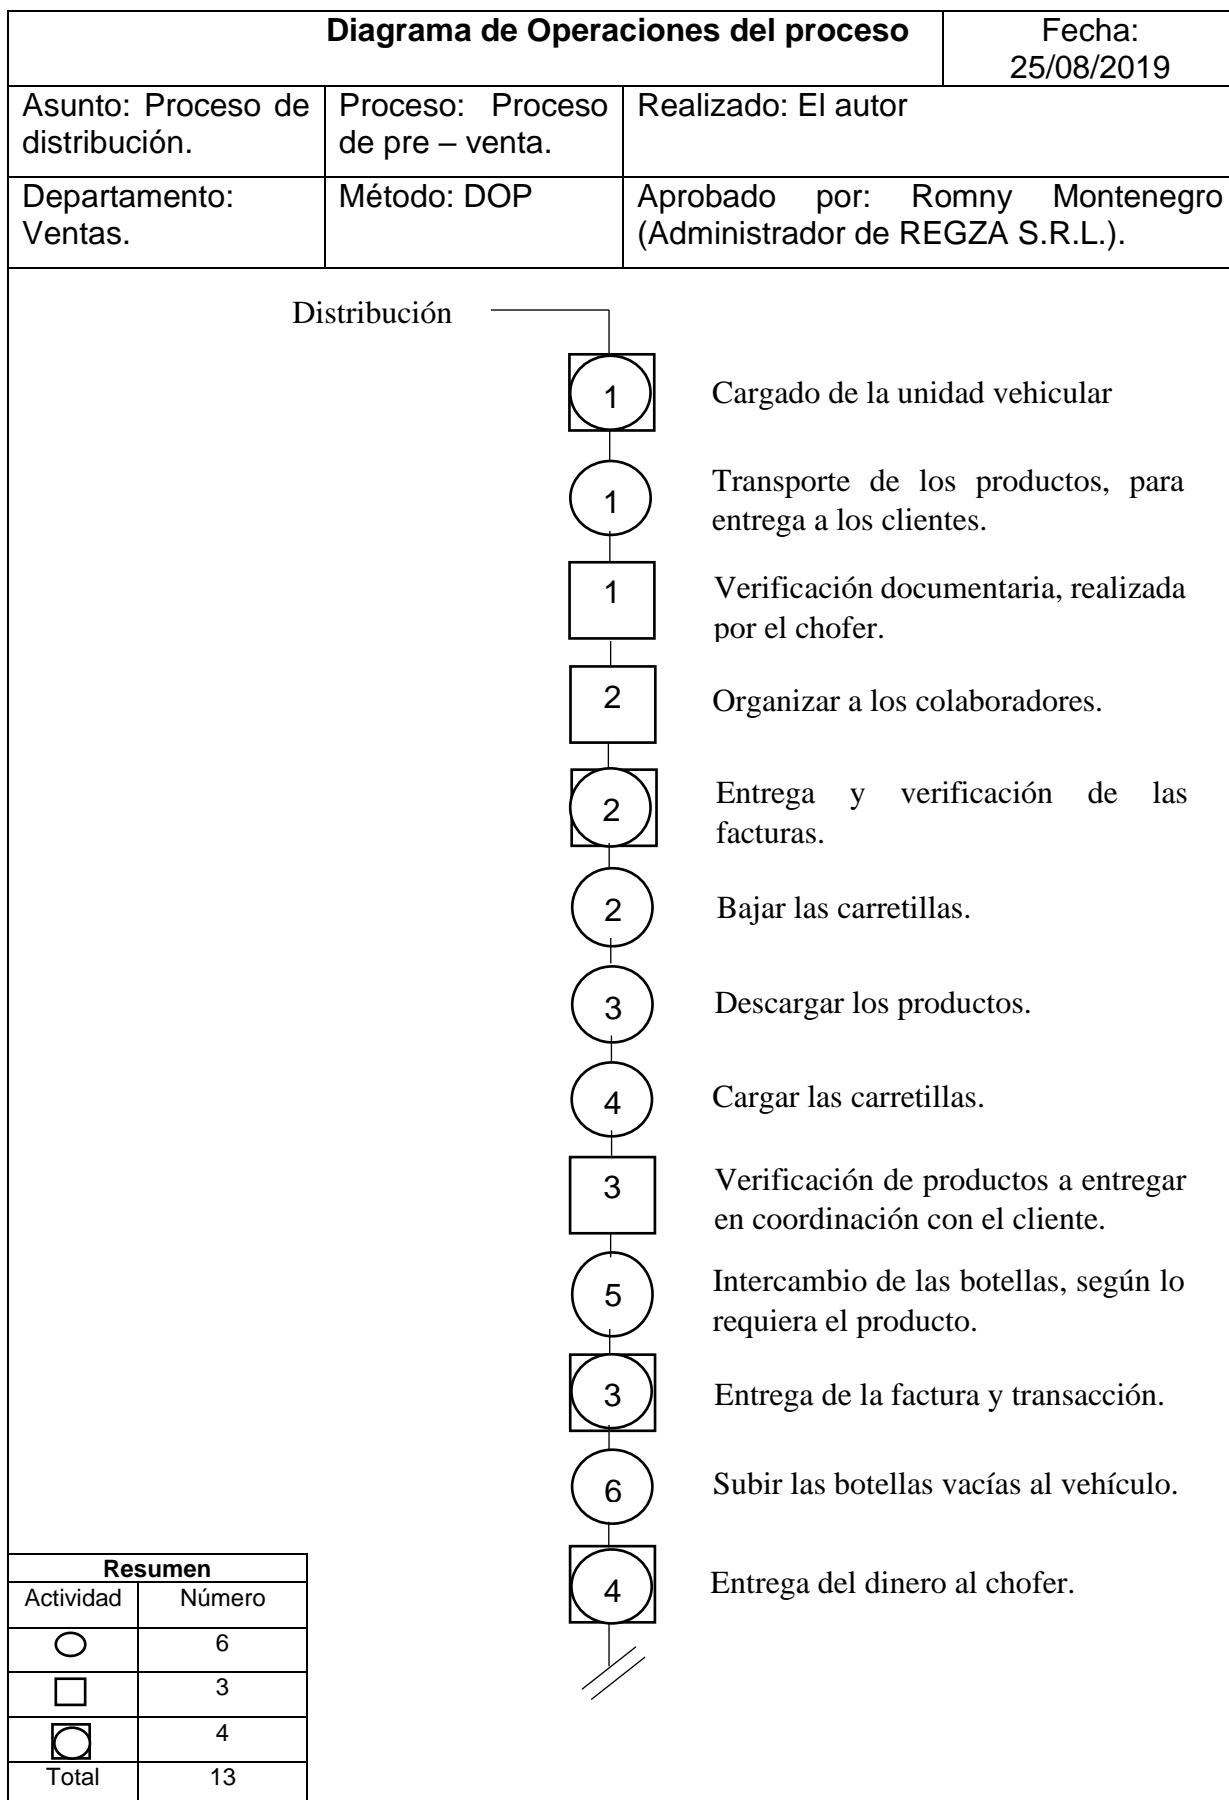 Diagrama de Operaciones del proceso
Fecha:
25/08/2019
Asunto: Proceso de
distribución.
Proceso: Proceso
de pre – venta.
Realizado: El autor
Departamento:
Ventas.
Método: DOP
Aprobado por: Romny Montenegro
(Administrador de REGZA S.R.L.).
Distribución
1
Cargado de la unidad vehicular
1
Transporte de los productos, para
entrega a los clientes.
1
Verificación documentaria, realizada
por el chofer.
2
Organizar a los colaboradores.
2
Entrega y verificación de las
facturas.
2
Bajar las carretillas.
3
Descargar los productos.
4
Cargar las carretillas.
3
Verificación de productos a entregar
en coordinación con el cliente.
5
Intercambio de las botellas, según lo
requiera el producto.
3
Entrega de la factura y transacción.
6
Subir las botellas vacías al vehículo.
4
Entrega del dinero al chofer.
Resumen
Actividad Número
6
3
4
Total 13